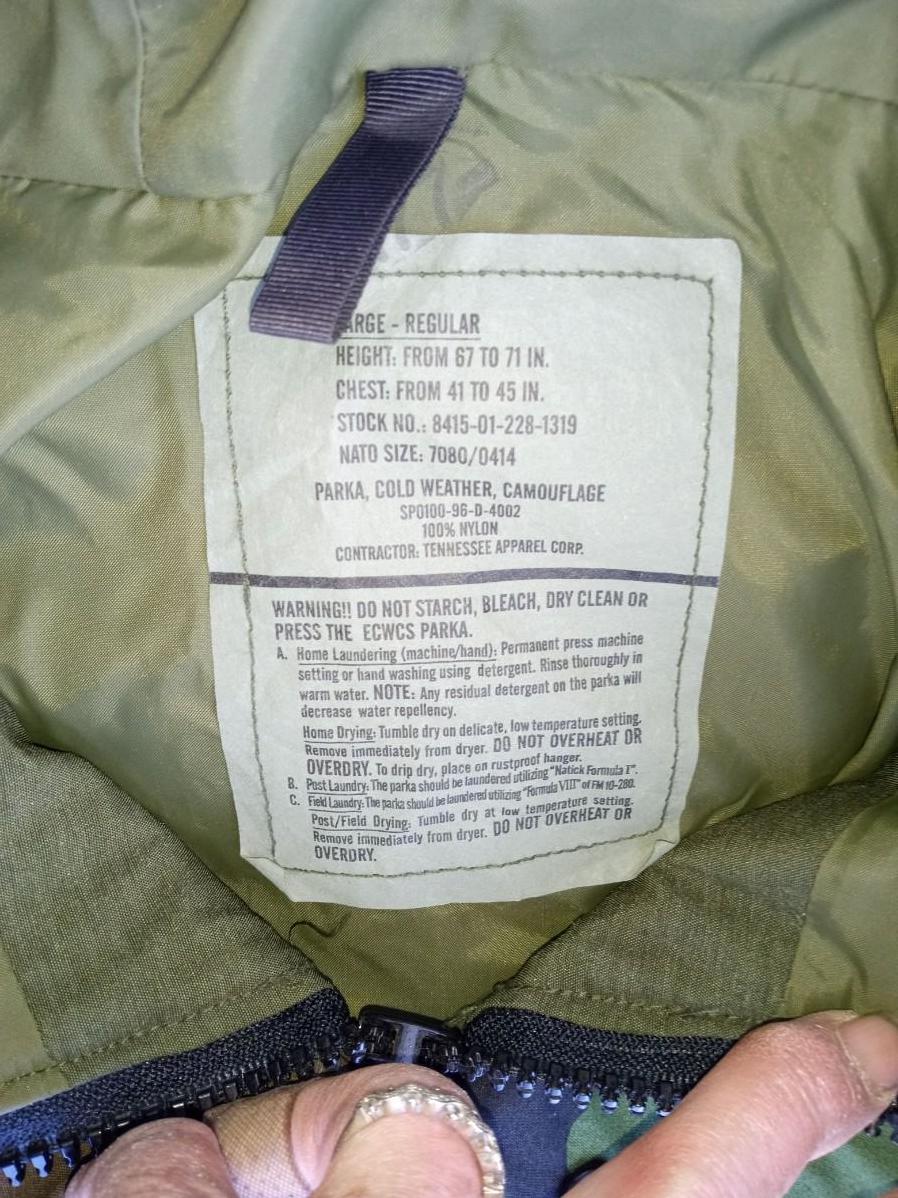 ARGE - REGULAR
HEIGHT: FROM 67 TO 71 IN.
CHEST: FROM 41 TO 45 IN.
STOCK NO.: 8415-01-228-1319
NATO SIZE: 7080/0414
PARKA, COLD WEATHER, CAMOUFLAGE
SPO100-96-D-4002
100% NYLON
CONTRACTOR: TENNESSEE APPAREL CORP.
WARNING!! DO NOT STARCH, BLEACH, DRY CLEAN OR
PRESS THE ECWCS PARKA.
A. Home Laundering (machine/hand): Permanent press machine
setting or hand washing using detergent. Rinse thoroughly in
warm water. NOTE: Any residual detergent on the parka will
decrease water repellency.
Home Drying: Tumble dry on delicate, low temperature setting.
Remove immediately from dryer. DO NOT OVERHEAT OR
OVERDRY. To drip dry, place on rustproof hanger.
B. Post Laundry: The parka should be laundered utilizing "Natick Formula I".
C. Field Laundry: The parka should be laundered utilizing "Formula VIII" of FM 10-280.
Post/Field Drying: Tumble dry at low temperature setting.
Remove immediately from dryer. DO NOT OVERHEAT OR
OVERDRY.